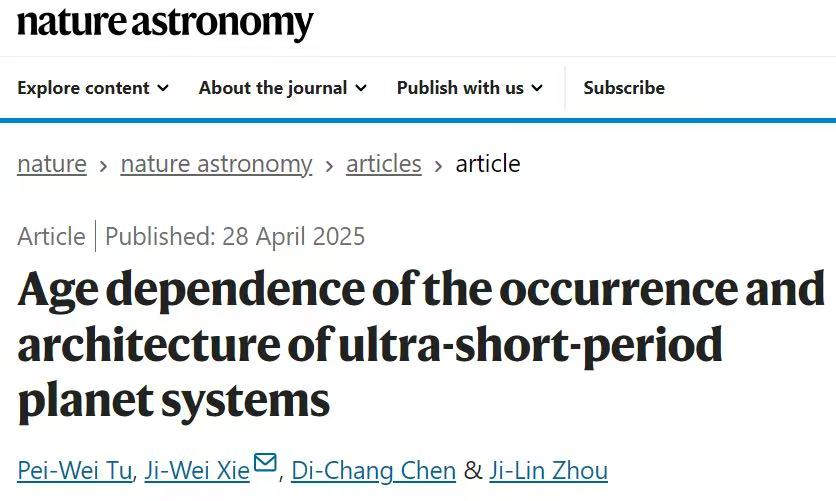 nature astronomy
Explore content About the journal Publish with us Subscribe
nature > nature astronomy > articles > article
Article | Published: 28 April 2025
Age dependence of the occurrence and
architecture of ultra-short-period
planet systems
Pei-Wei Tu, Ji-Wei Xie, Di-Chang Chen & Ji-Lin Zhou